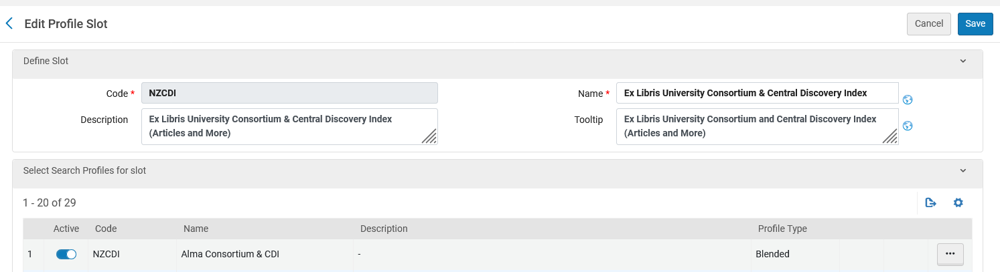 Edit Profile Slot
Cancel
Save
Define Slot
Code *
NZCDI
Name *
Ex Libris University Consortium & Central Discovery Index
Description
Ex Libris University Consortium & Central Discovery Index
(Articles and More)
Tooltip
Ex Libris University Consortium and Central Discovery Index
(Articles and More)
Select Search Profiles for slot
1 - 20 of 29
Active Code Name Description Profile Type
1 NZCDI Alma Consortium & CDI - Blended